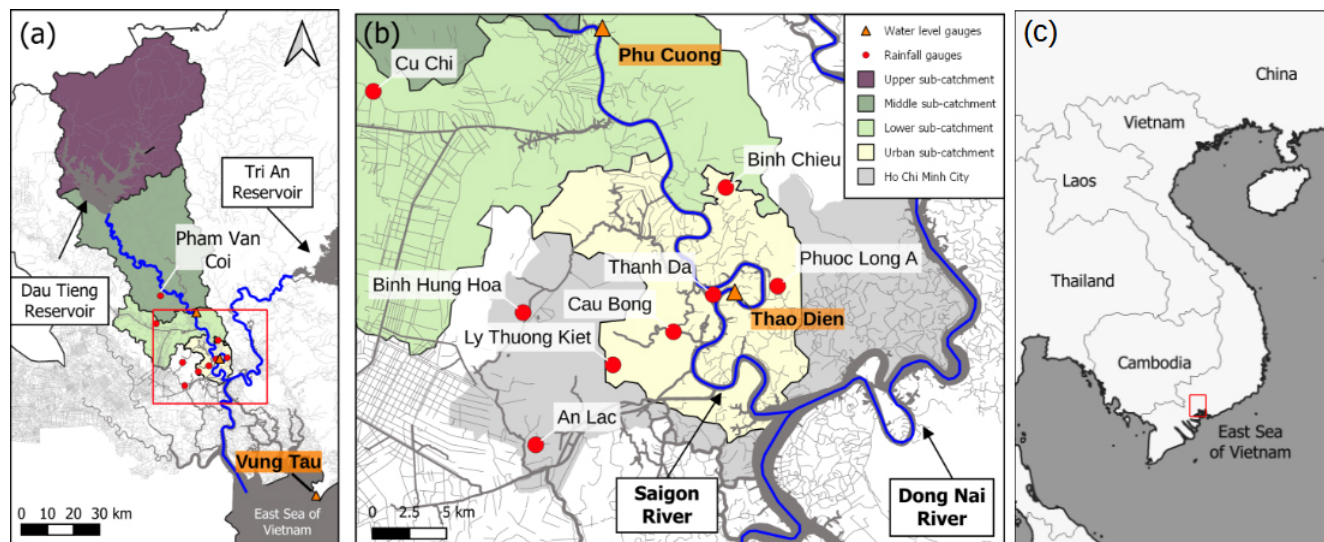 (a)
Tri An
Reservoir
Pham Van
Coi
Dau Tieng
Reservoir
Vung Tau
0 10 20 30 km
East Sea of
Vietnam
(b)
Phu Cuong
Cu Chi
Binh Chieu
Thanh Da
Phuoc Long A
Binh Hung Hoa
Cau Bong
Thao Dien
Ly Thuong Kiet
An Lac
Saigon
River
Dong Nai
River
0 2.5 5 km
Water level gauges
Rainfall gauges
Upper sub-catchment
Middle sub-catchment
Lower sub-catchment
Urban sub-catchment
Ho Chi Minh City
(c)
China
Vietnam
Laos
Thailand
Cambodia
East Sea
of Vietnam